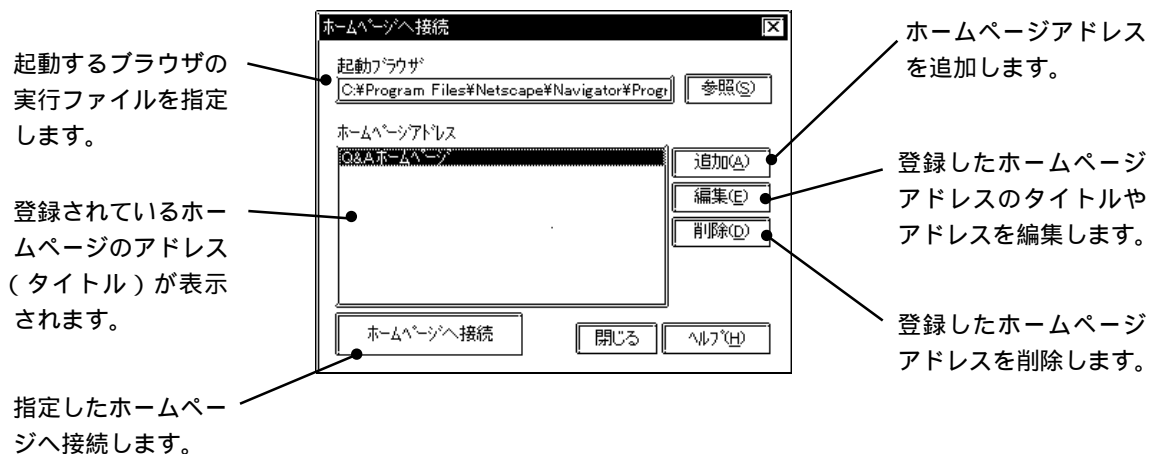 起動するブラウザの
実行ファイルを指定
します。
登録されているホー
ムページのアドレス
(タイトル)が表示
されます。
指定したホームペー
ジへ接続します。
ホームページへ接続
起動ブラウザ
C:¥Program Files¥Netscape¥Navigator¥Progr
参照(S)
ホームページアドレス
Q&Aホームページ
追加(A)
編集(E)
削除(D)
ホームページへ接続
閉じる
ヘルプ(H)
ホームページアドレス
を追加します。
登録したホームページ
アドレスのタイトルや
アドレスを編集します。
登録したホームページ
アドレスを削除します。